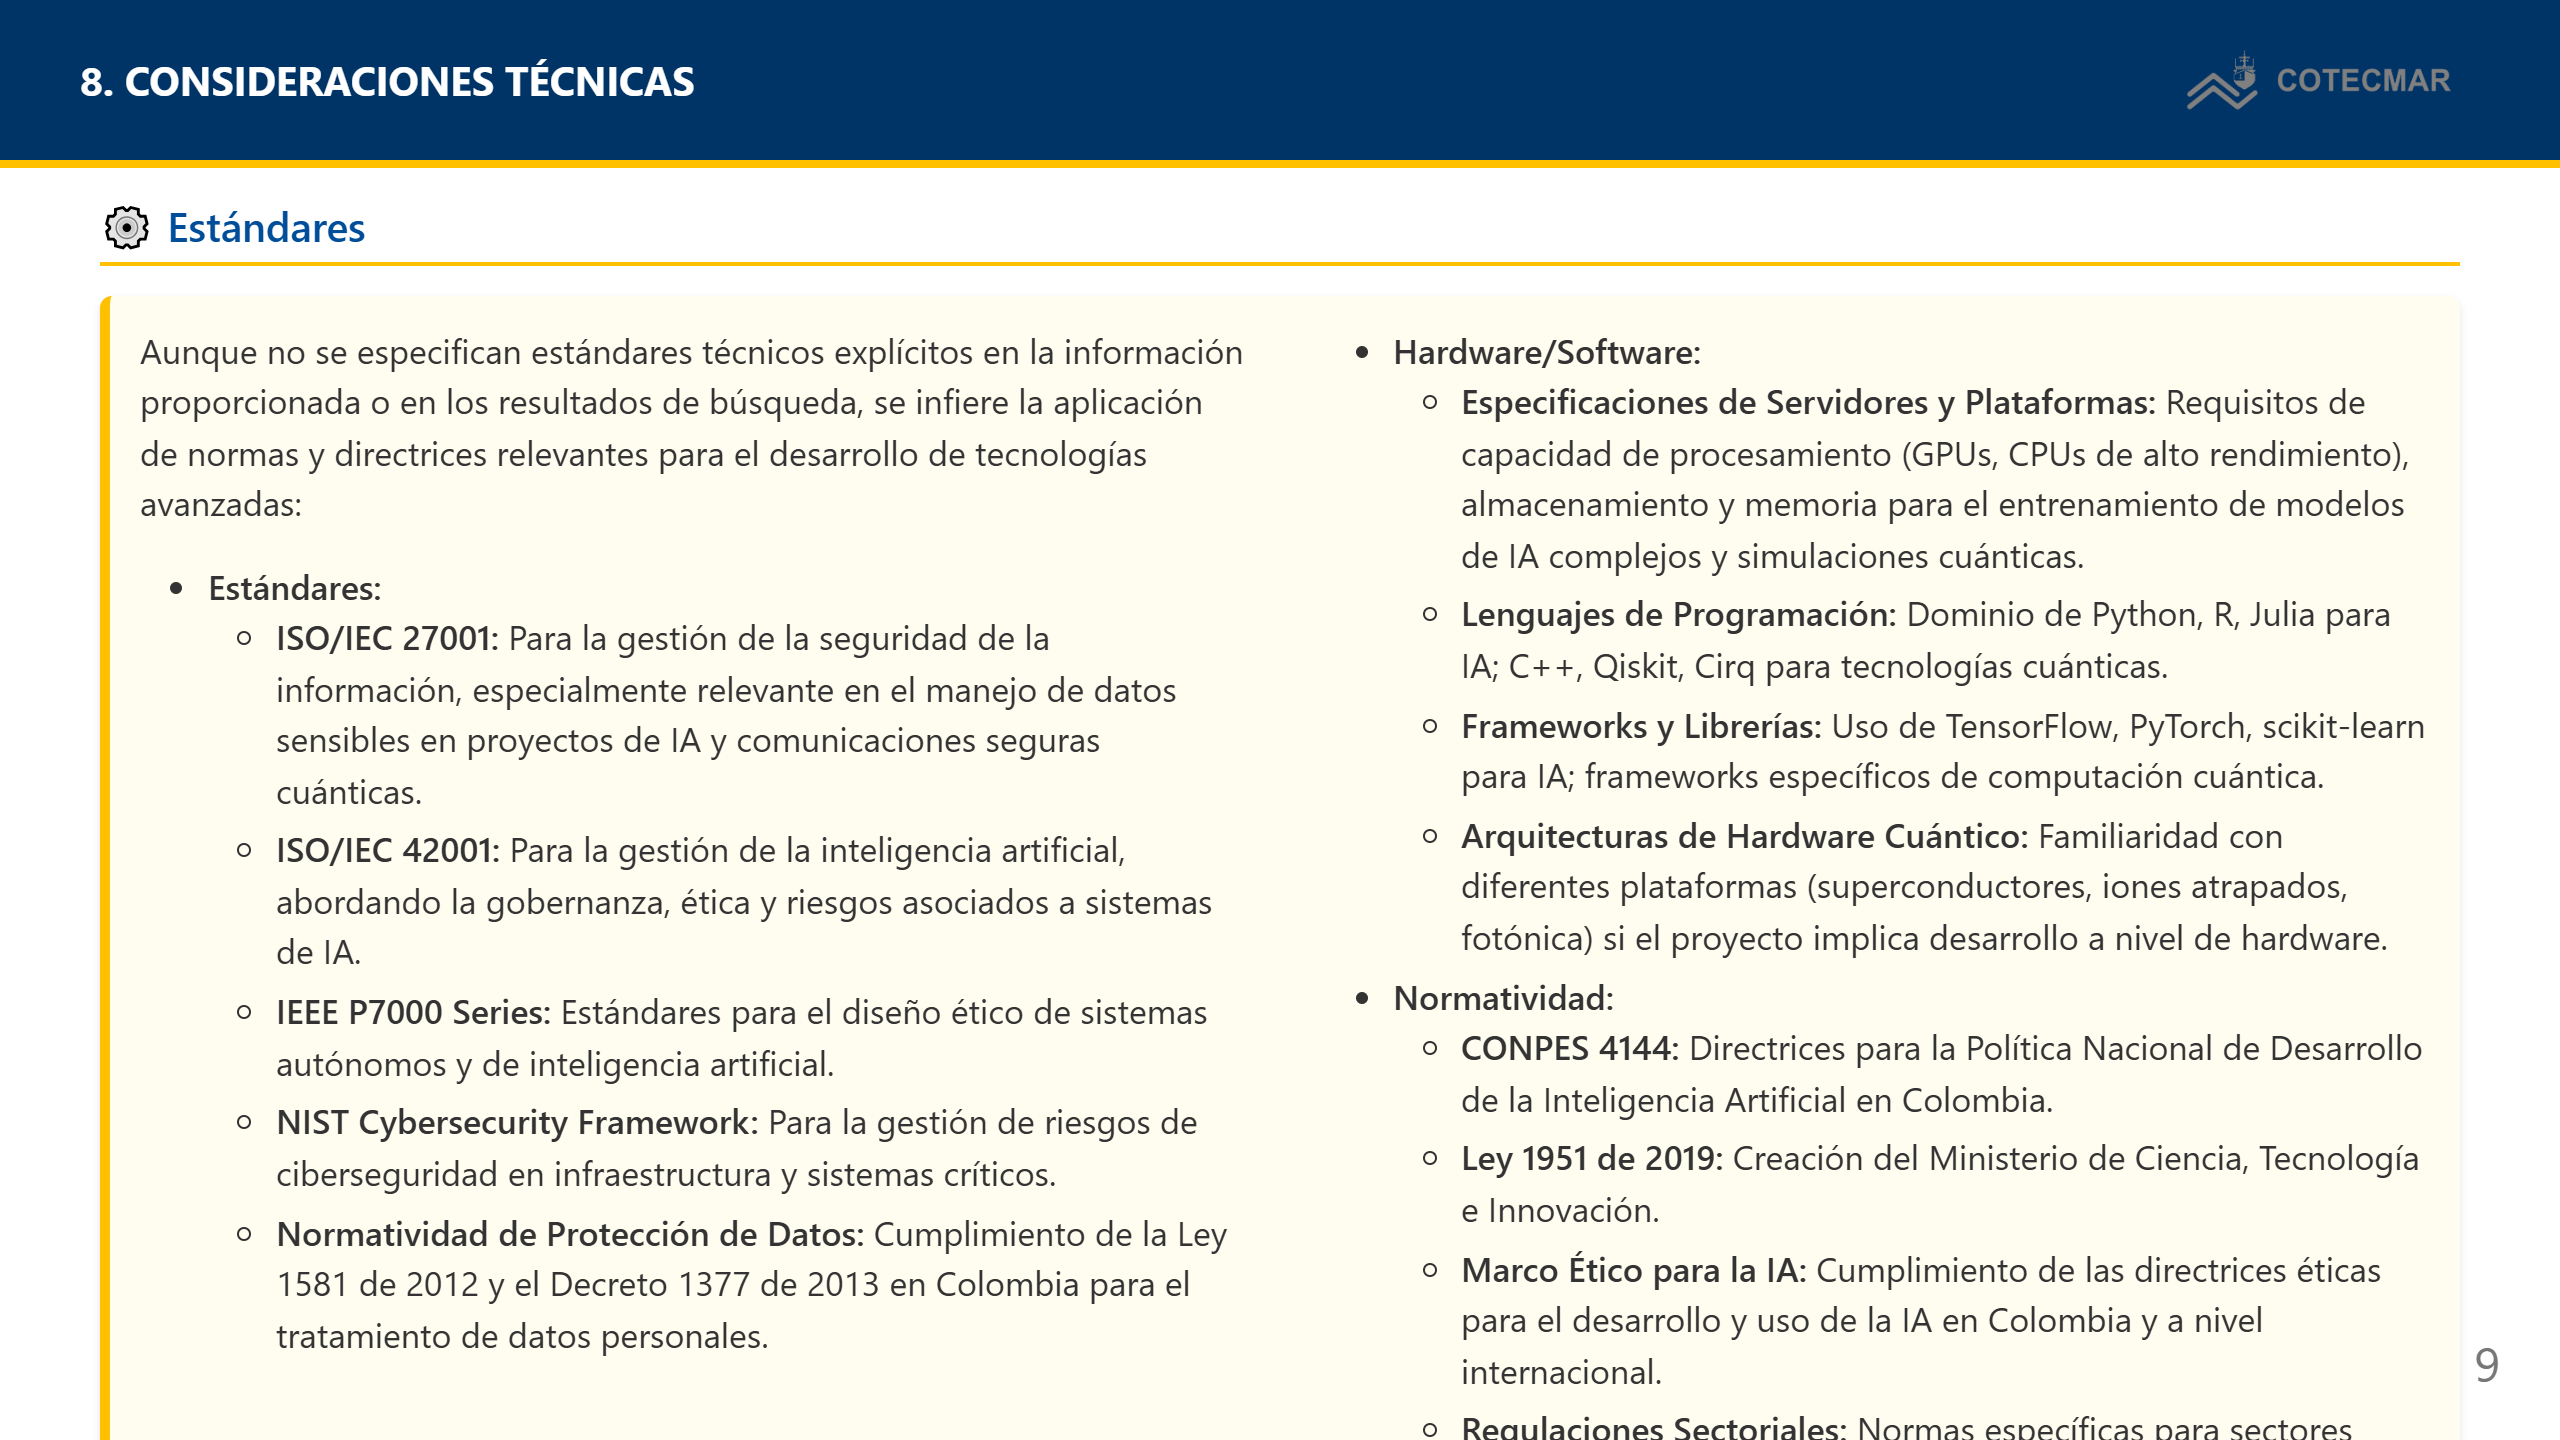 8. CONSIDERACIONES TÉCNICAS
COTECMAR
Estándares
Aunque no se especifican estándares técnicos explícitos en la información
proporcionada o en los resultados de búsqueda, se infiere la aplicación
de normas y directrices relevantes para el desarrollo de tecnologías
avanzadas:
• Estándares:
ISO/IEC 27001: Para la gestión de la seguridad de la
información, especialmente relevante en el manejo de datos
sensibles en proyectos de IA y comunicaciones seguras
cuánticas.
ISO/IEC 42001: Para la gestión de la inteligencia artificial,
abordando la gobernanza, ética y riesgos asociados a sistemas
de IA.
IEEE P7000 Series: Estándares para el diseño ético de sistemas
autónomos y de inteligencia artificial.
NIST Cybersecurity Framework: Para la gestión de riesgos de
ciberseguridad en infraestructura y sistemas críticos.
Normatividad de Protección de Datos: Cumplimiento de la Ley
1581 de 2012 y el Decreto 1377 de 2013 en Colombia para el
tratamiento de datos personales.
• Hardware/Software:
Especificaciones de Servidores y Plataformas: Requisitos de
capacidad de procesamiento (GPUs, CPUs de alto rendimiento),
almacenamiento y memoria para el entrenamiento de modelos
de IA complejos y simulaciones cuánticas.
Lenguajes de Programación: Dominio de Python, R, Julia para
IA; C++, Qiskit, Cirq para tecnologías cuánticas.
Frameworks y Librerías: Uso de TensorFlow, PyTorch, scikit-learn
para IA; frameworks específicos de computación cuántica.
Arquitecturas de Hardware Cuántico: Familiaridad con
diferentes plataformas (superconductores, iones atrapados,
fotónica) si el proyecto implica desarrollo a nivel de hardware.
• Normatividad:
CONPES 4144: Directrices para la Política Nacional de Desarrollo
de la Inteligencia Artificial en Colombia.
Ley 1951 de 2019: Creación del Ministerio de Ciencia, Tecnología
e Innovación.
Marco Ético para la IA: Cumplimiento de las directrices éticas
para el desarrollo y uso de la IA en Colombia y a nivel
internacional.
Regulaciones Sectoriales: Normas específicas para sectores
9